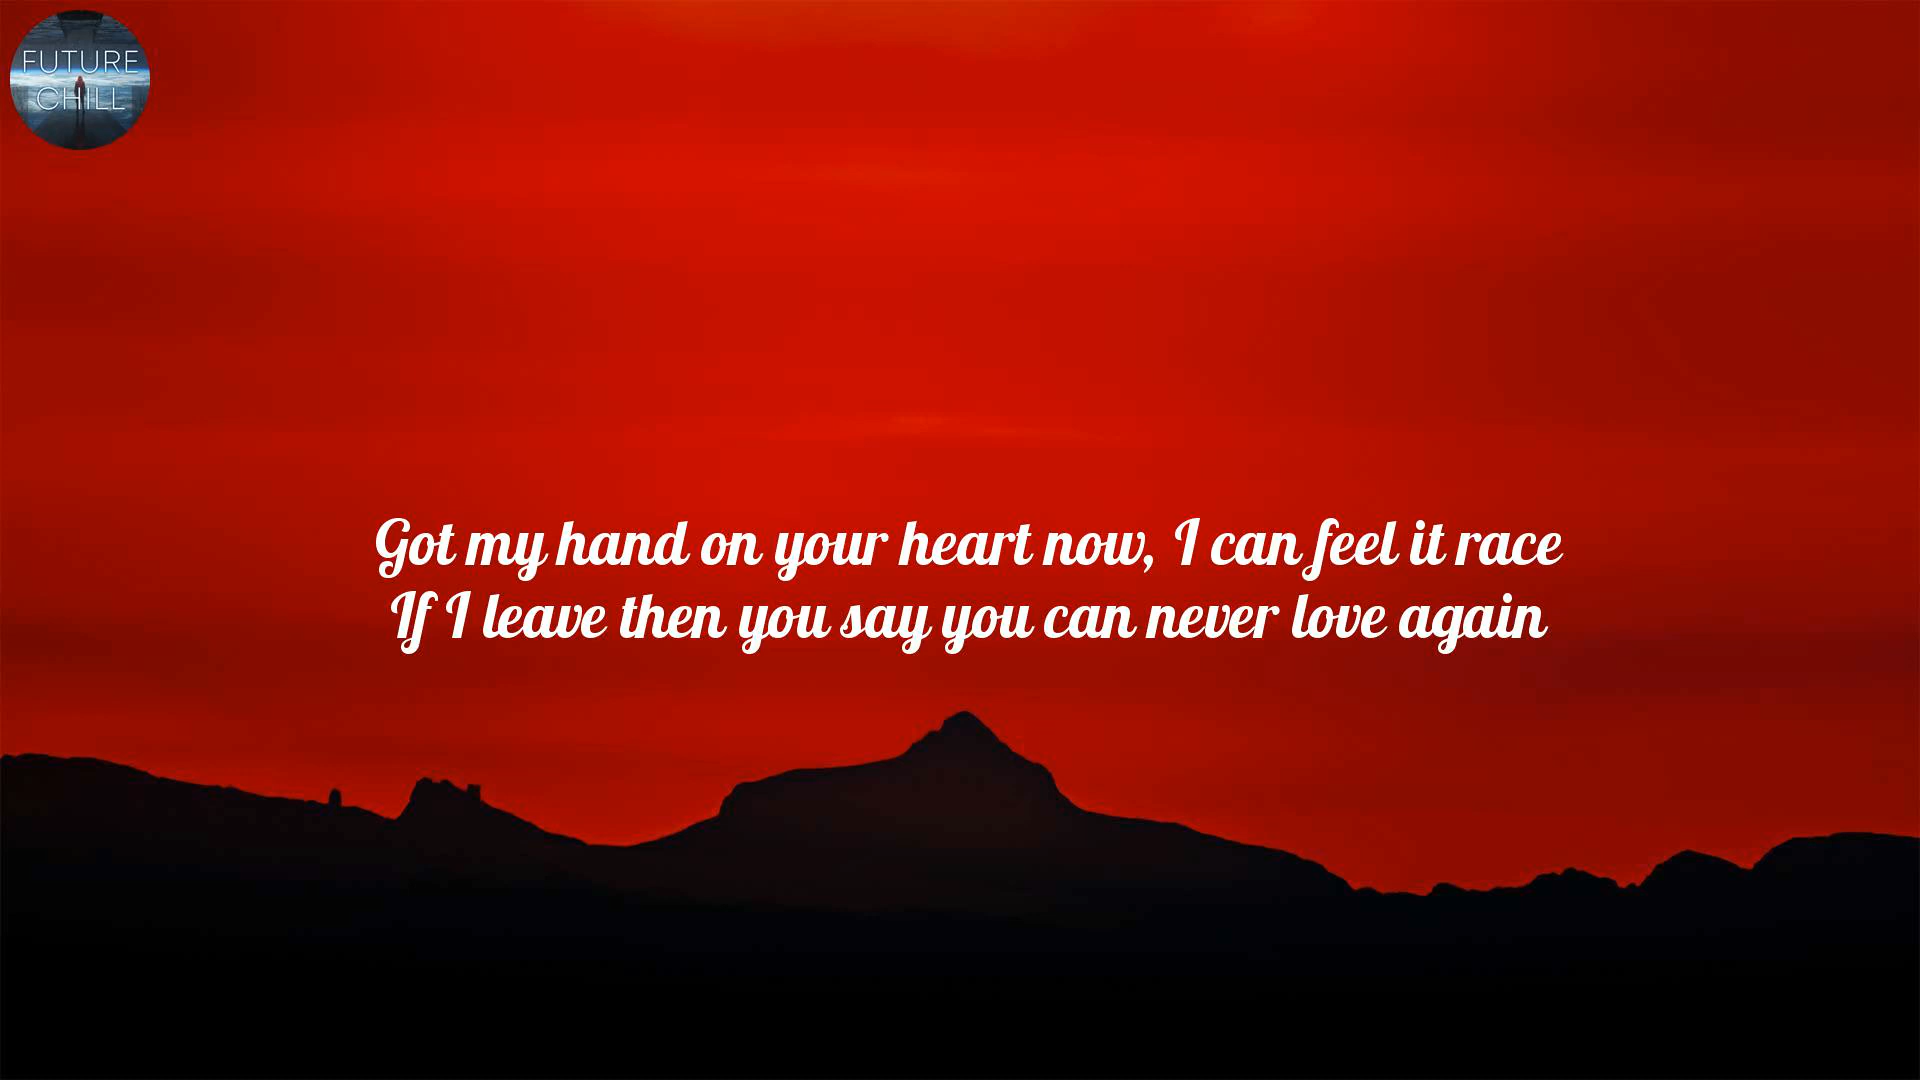 FUTURE
CHILL
Got my hand on your heart now, I can feel it race
If I leave then you say you can never love again